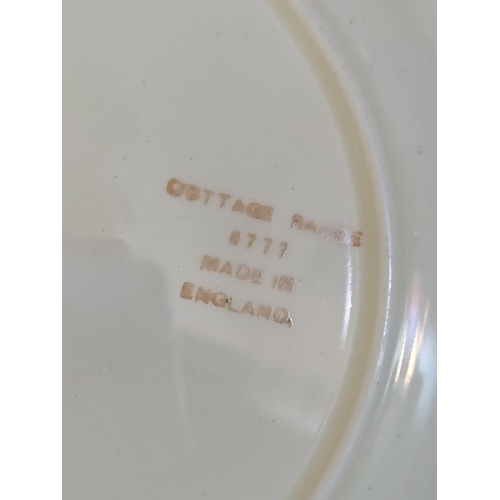 COTTAGE RANGE
6777
MADE IN
ENGLAND.